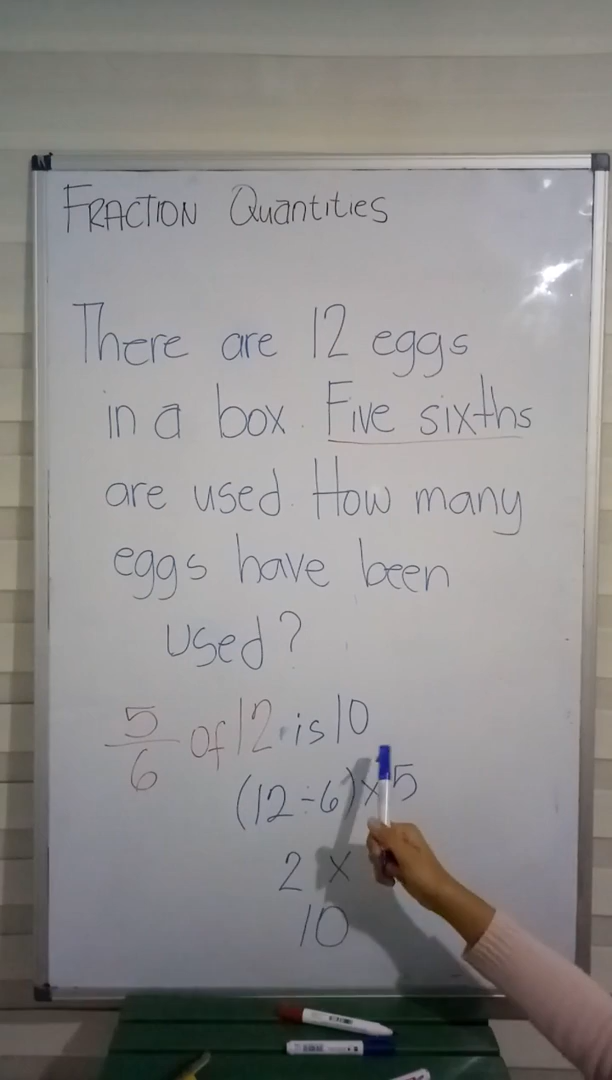 FRACTION Quantities
There are 12 eggs
in a box. Five sixths
are used. How many
eggs have been
used?
5/6 of 12 is 10
(12÷6)×5
2 ×
10